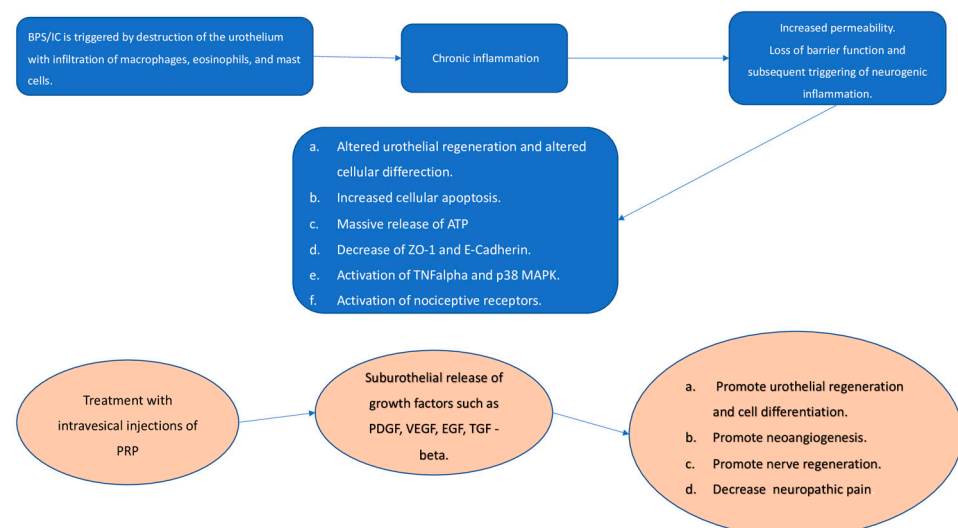 BPS/IC is triggered by destruction of the urothelium
with infiltration of macrophages, eosinophils, and mast
cells.
Chronic inflammation
Increased permeability.
Loss of barrier function and
subsequent triggering of neurogenic
inflammation.
a. Altered urothelial regeneration and altered
cellular differection.
b. Increased cellular apoptosis.
c. Massive release of ATP
d. Decrease of ZO-1 and E-Cadherin.
e. Activation of TNFalpha and p38 MAPK.
f. Activation of nociceptive receptors.
Treatment with
intravesical injections of
PRP
Suburothelial release of
growth factors such as
PDGF, VEGF, EGF, TGF -
beta.
a. Promote urothelial regeneration
and cell differentiation.
b. Promote neoangiogenesis.
c. Promote nerve regeneration.
d. Decrease neuropathic pain